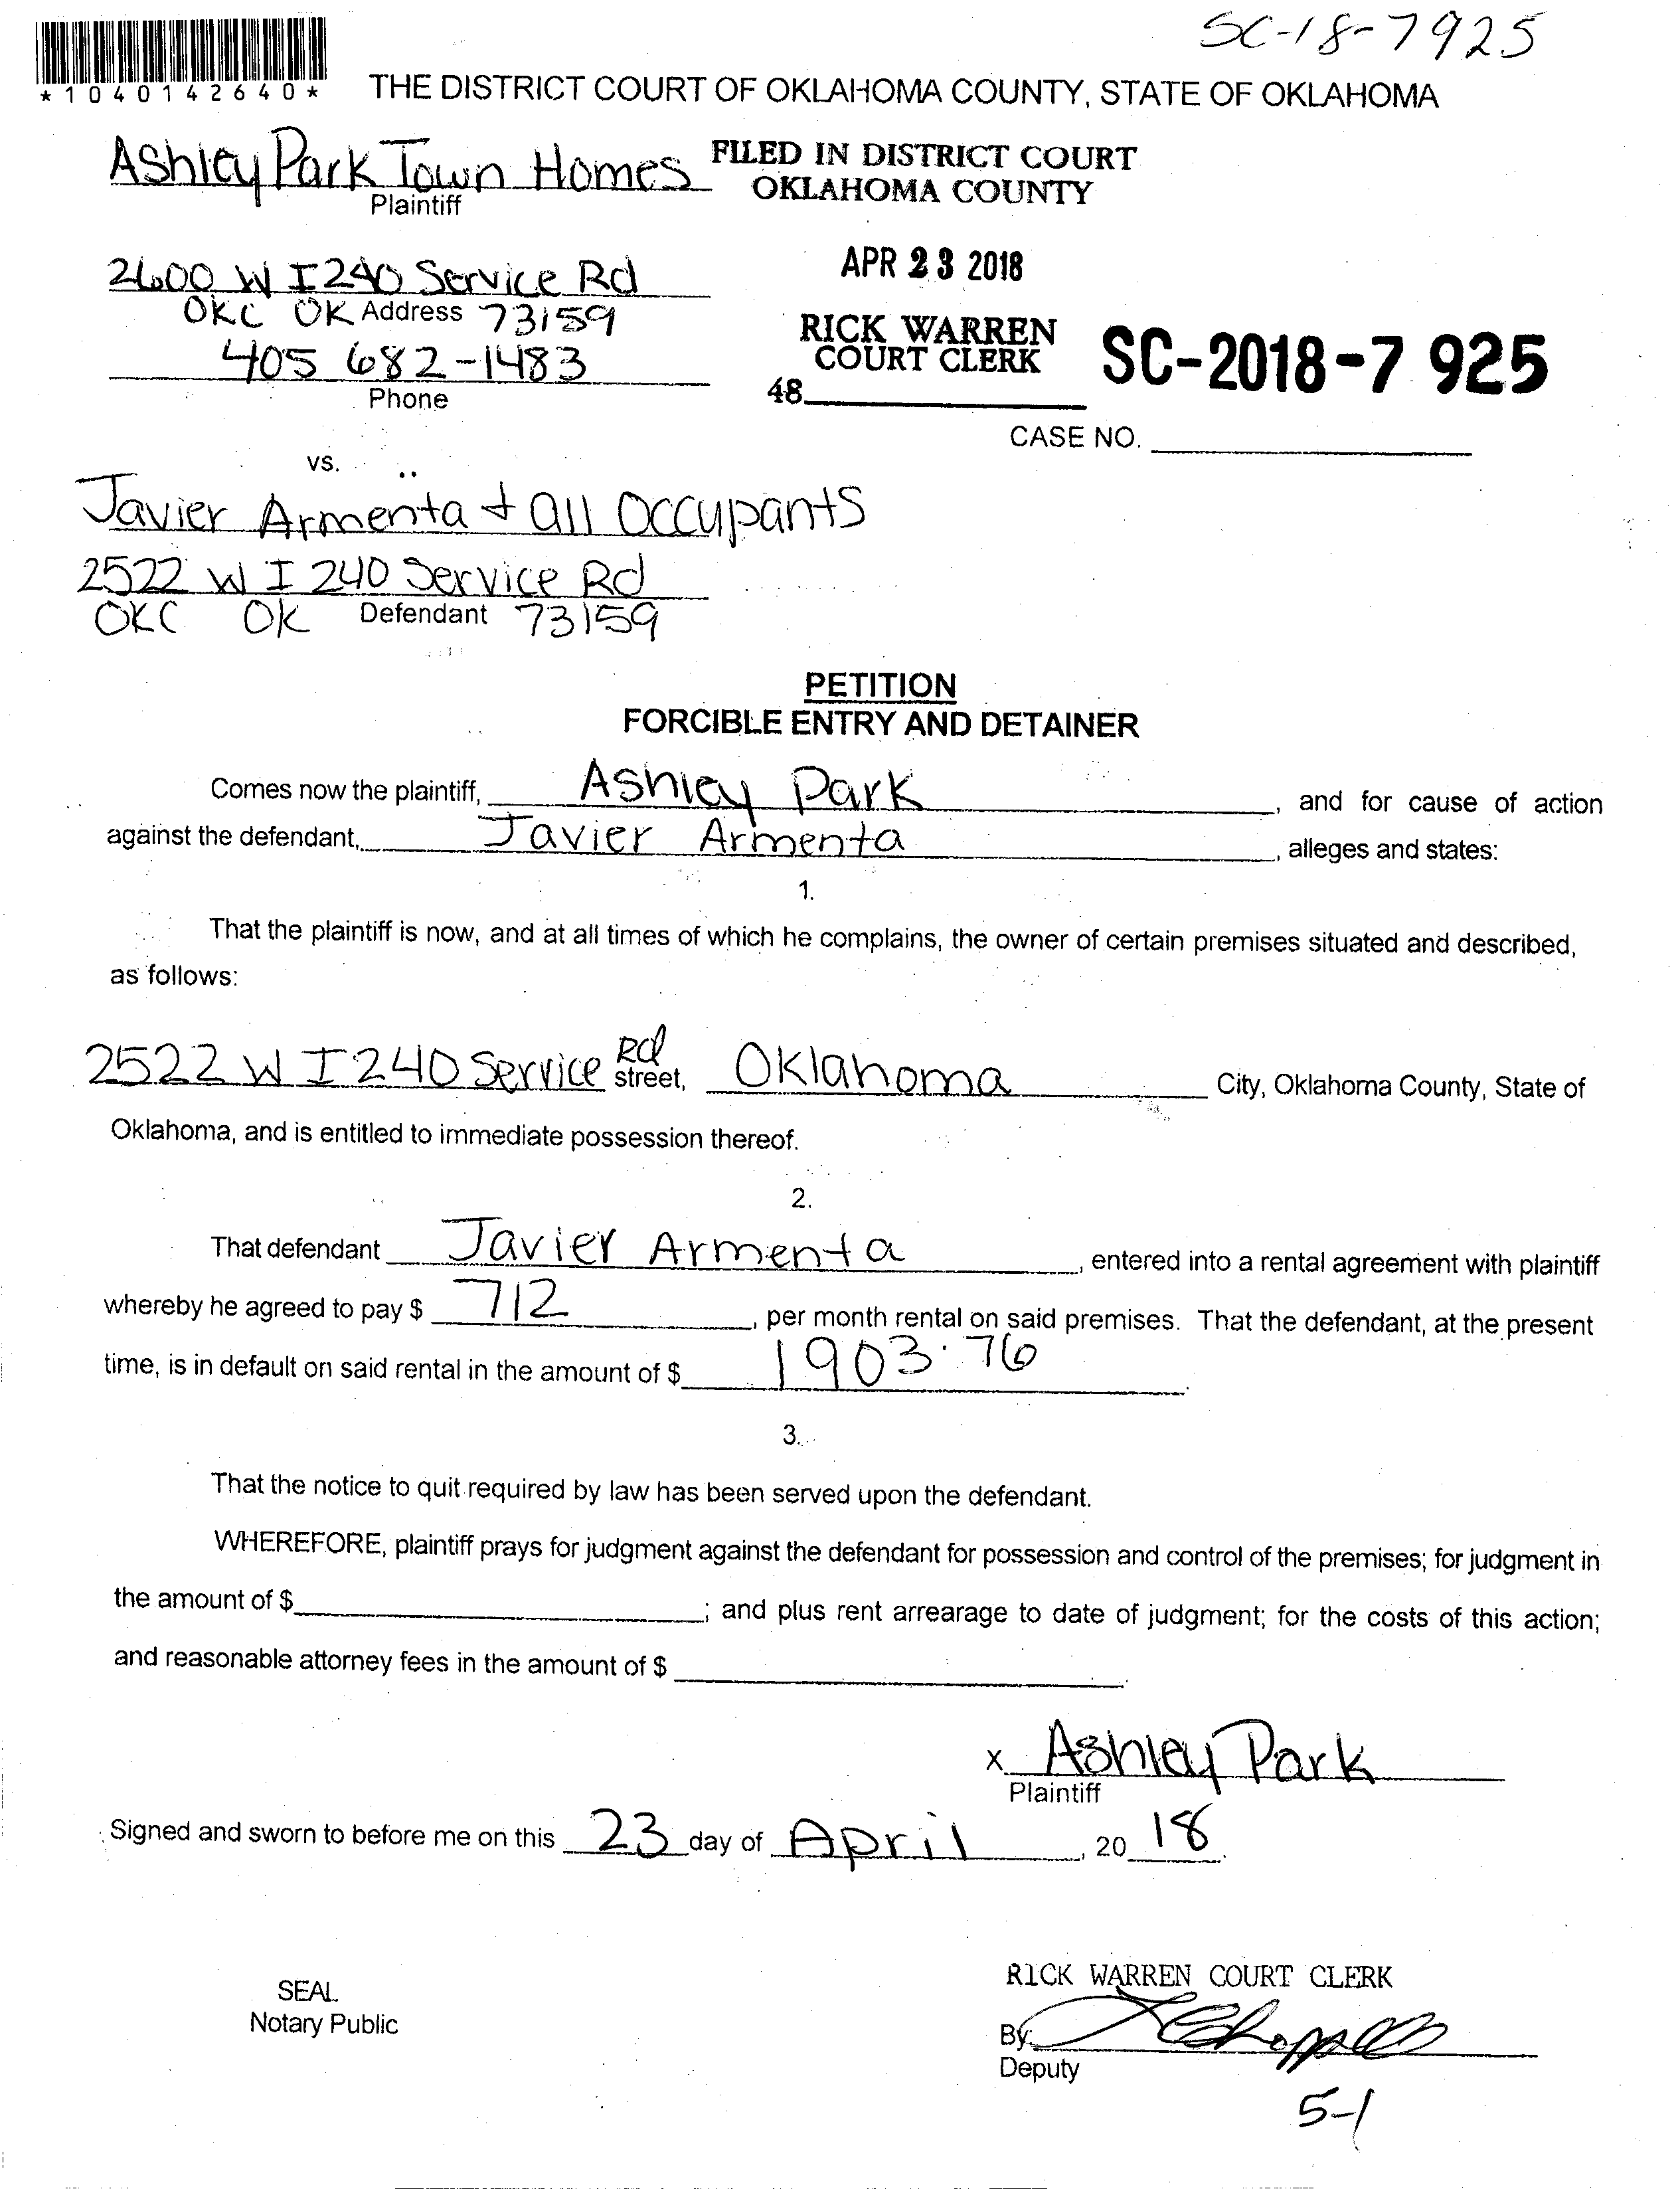 SC-18-7925
*1040142640*
THE DISTRICT COURT OF OKLAHOMA COUNTY, STATE OF OKLAHOMA
Ashley Park Town Homes
Plaintiff
FILED IN DISTRICT COURT
OKLAHOMA COUNTY
2600 W I240 Service Rd
OKC OK Address 73159
APR 23 2018
405 682-1483
Phone
RICK WARREN
COURT CLERK
48
SC-2018-7 925
CASE NO.
vs.
Javier Armenta + all Occupants
2522 W I 240 Service Rd
OKC OK Defendant 73159
PETITION
FORCIBLE ENTRY AND DETAINER
Comes now the plaintiff, Ashley Park, and for cause of action
against the defendant, Javier Armenta, alleges and states:
1.
That the plaintiff is now, and at all times of which he complains, the owner of certain premises situated and described,
as follows:
2522 W I 240 Service Rd street, Oklahoma City, Oklahoma County, State of
Oklahoma, and is entitled to immediate possession thereof.
2.
That defendant Javier Armenta, entered into a rental agreement with plaintiff
whereby he agreed to pay $ 712, per month rental on said premises. That the defendant, at the present
time, is in default on said rental in the amount of $ 1903.76.
3.
That the notice to quit required by law has been served upon the defendant.
WHEREFORE, plaintiff prays for judgment against the defendant for possession and control of the premises; for judgment in
the amount of $ ; and plus rent arrearage to date of judgment; for the costs of this action;
and reasonable attorney fees in the amount of $ .
X Ashley Park
Plaintiff
Signed and sworn to before me on this 23 day of April, 20 18.
SEAL
Notary Public
RICK WARREN COURT CLERK
By:
Deputy
5-1